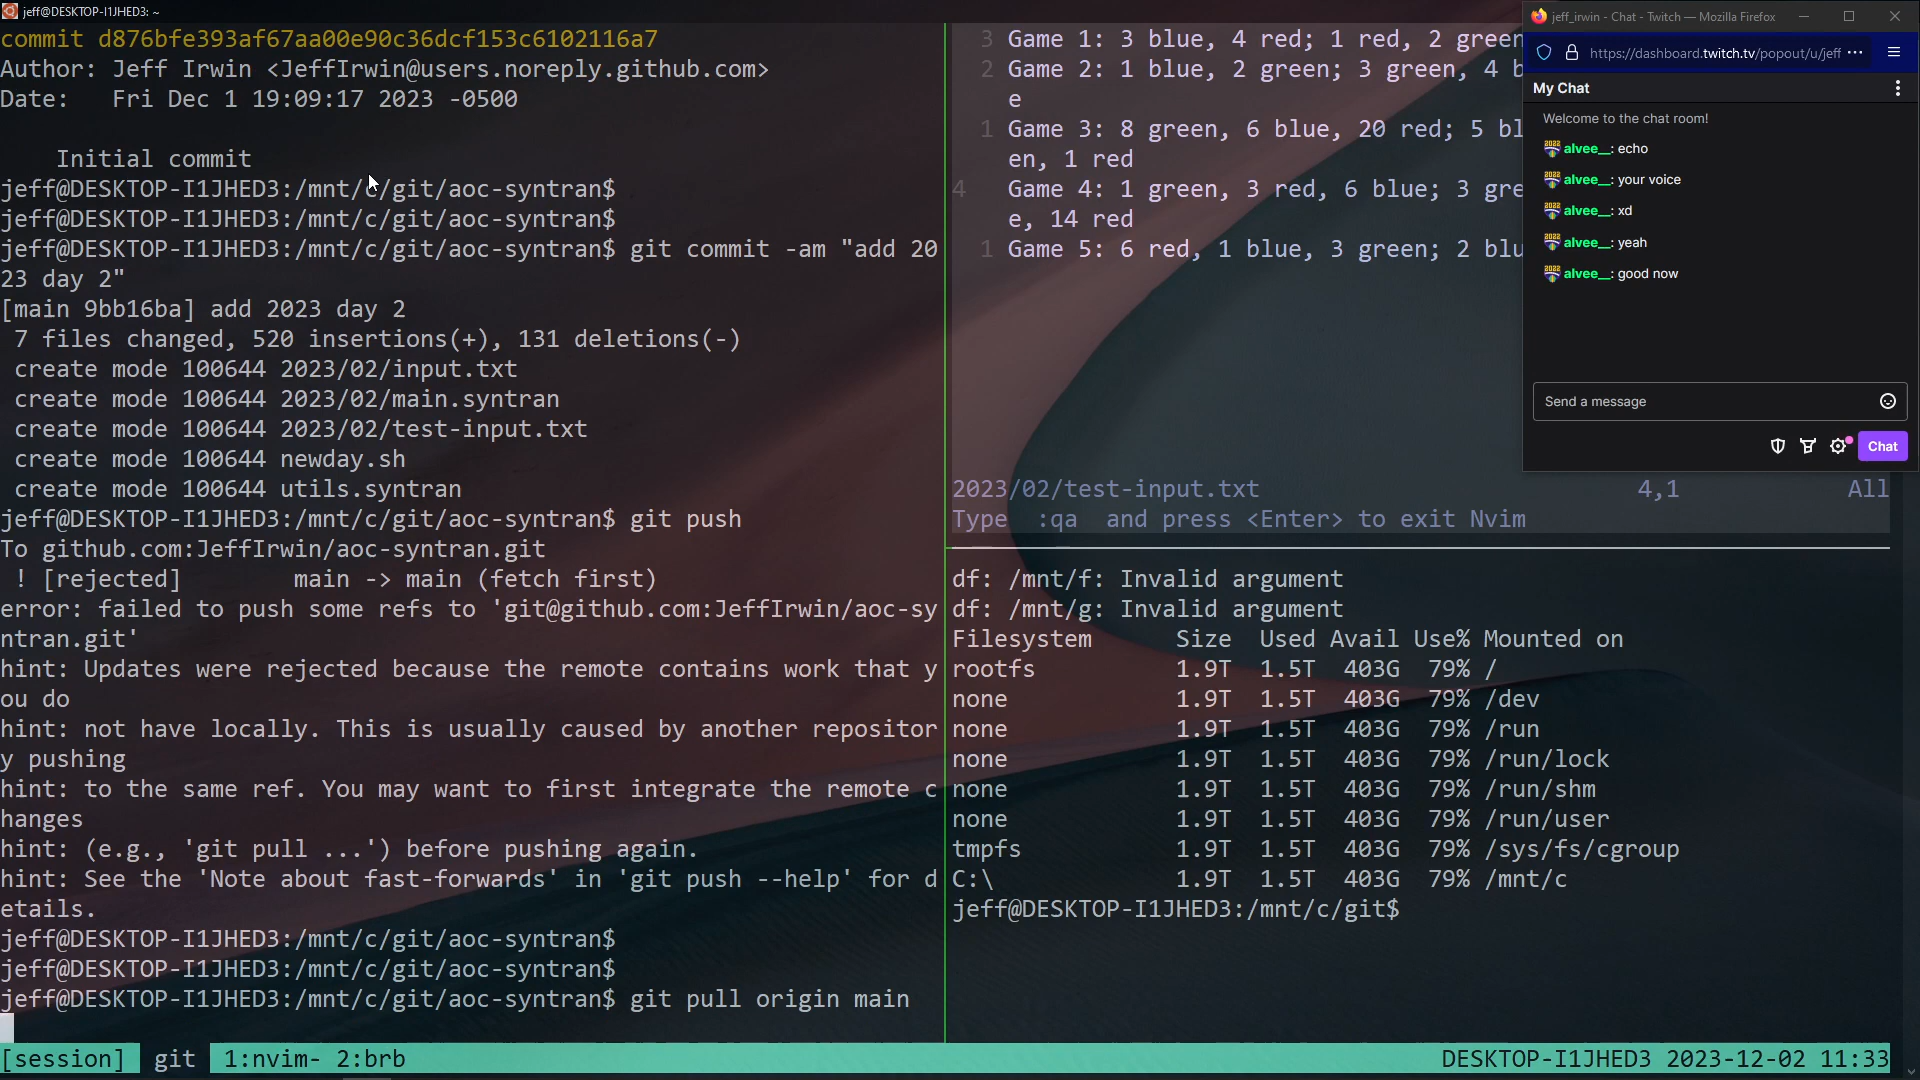 jeff@DESKTOP-I1JHED3: ~
commit d876bfe393af67aa00e90c36dcf153c6102116a7
Author: Jeff Irwin <JeffIrwin@users.noreply.github.com>
Date:   Fri Dec 1 19:09:17 2023 -0500
    Initial commit
jeff@DESKTOP-I1JHED3:/mnt/c/git/aoc-syntran$
jeff@DESKTOP-I1JHED3:/mnt/c/git/aoc-syntran$
jeff@DESKTOP-I1JHED3:/mnt/c/git/aoc-syntran$ git commit -am "add 20
23 day 2"
[main 9bb16ba] add 2023 day 2
 7 files changed, 520 insertions(+), 131 deletions(-)
 create mode 100644 2023/02/input.txt
 create mode 100644 2023/02/main.syntran
 create mode 100644 2023/02/test-input.txt
 create mode 100644 newday.sh
 create mode 100644 utils.syntran
jeff@DESKTOP-I1JHED3:/mnt/c/git/aoc-syntran$ git push
To github.com:JeffIrwin/aoc-syntran.git
 ! [rejected]        main -> main (fetch first)
error: failed to push some refs to 'git@github.com:JeffIrwin/aoc-sy
ntran.git'
hint: Updates were rejected because the remote contains work that y
ou do
hint: not have locally. This is usually caused by another repositor
y pushing
hint: to the same ref. You may want to first integrate the remote c
hanges
hint: (e.g., 'git pull ...') before pushing again.
hint: See the 'Note about fast-forwards' in 'git push --help' for d
etails.
jeff@DESKTOP-I1JHED3:/mnt/c/git/aoc-syntran$
jeff@DESKTOP-I1JHED3:/mnt/c/git/aoc-syntran$
jeff@DESKTOP-I1JHED3:/mnt/c/git/aoc-syntran$ git pull origin main
3 Game 1: 3 blue, 4 red; 1 red, 2 green
2 Game 2: 1 blue, 2 green; 3 green, 4 b
e
1 Game 3: 8 green, 6 blue, 20 red; 5 bl
en, 1 red
4 Game 4: 1 green, 3 red, 6 blue; 3 gre
e, 14 red
1 Game 5: 6 red, 1 blue, 3 green; 2 blu
2023/02/test-input.txt 4,1 All
Type  :qa  and press <Enter> to exit Nvim
df: /mnt/f: Invalid argument
df: /mnt/g: Invalid argument
Filesystem      Size  Used Avail Use% Mounted on
rootfs          1.9T  1.5T  403G  79% /
none            1.9T  1.5T  403G  79% /dev
none            1.9T  1.5T  403G  79% /run
none            1.9T  1.5T  403G  79% /run/lock
none            1.9T  1.5T  403G  79% /run/shm
none            1.9T  1.5T  403G  79% /run/user
tmpfs           1.9T  1.5T  403G  79% /sys/fs/cgroup
C:\             1.9T  1.5T  403G  79% /mnt/c
jeff@DESKTOP-I1JHED3:/mnt/c/git$
jeff_irwin - Chat - Twitch — Mozilla Firefox
https://dashboard.twitch.tv/popout/u/jeff
My Chat
Welcome to the chat room!
alvee__: echo
alvee__: your voice
alvee__: xd
alvee__: yeah
alvee__: good now
Send a message
Chat
[session] git 1:nvim- 2:brb DESKTOP-I1JHED3 2023-12-02 11:33